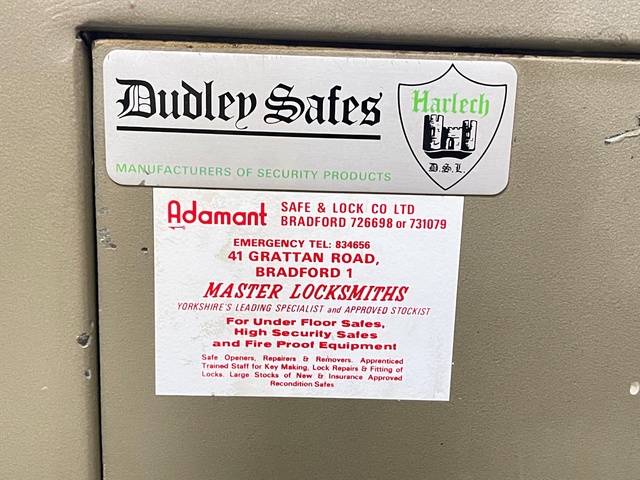 Dudley Safes
Harlech
D.S.L.
MANUFACTURERS OF SECURITY PRODUCTS
Adamant SAFE & LOCK CO LTD
BRADFORD 726698 or 731079
EMERGENCY TEL: 834656
41 GRATTAN ROAD,
BRADFORD 1
MASTER LOCKSMITHS
YORKSHIRE'S LEADING SPECIALIST and APPROVED STOCKIST
For Under Floor Safes,
High Security Safes
and Fire Proof Equipment
Safe Openers, Repairers & Removers. Apprenticed
Trained Staff for Key Making, Lock Repairs & Fitting of
Locks. Large Stocks of New & Insurance Approved
Recondition Safes